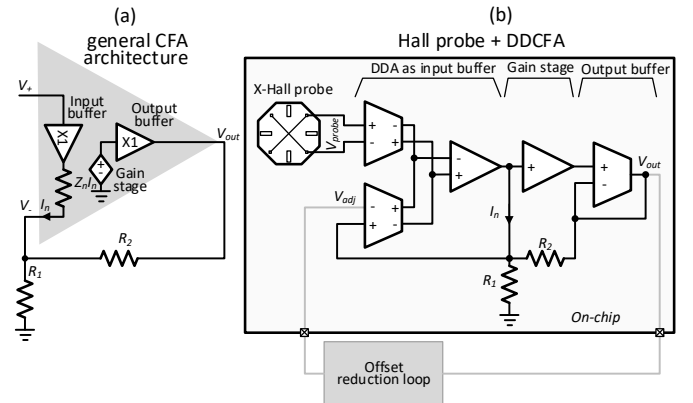 (a)
general CFA
architecture
V+
Input
buffer
X1
Output
buffer
X1
Vout
+
-
ZnIn
Gain
stage
V-
In
R2
R1
(b)
Hall probe + DDCFA
DDA as input buffer
Gain stage
Output buffer
X-Hall probe
Vprobe
+
-
-
+
-
+
+
+
-
Vout
Vadj
-
+
+
-
In
R2
R1
On-chip
Offset
reduction loop